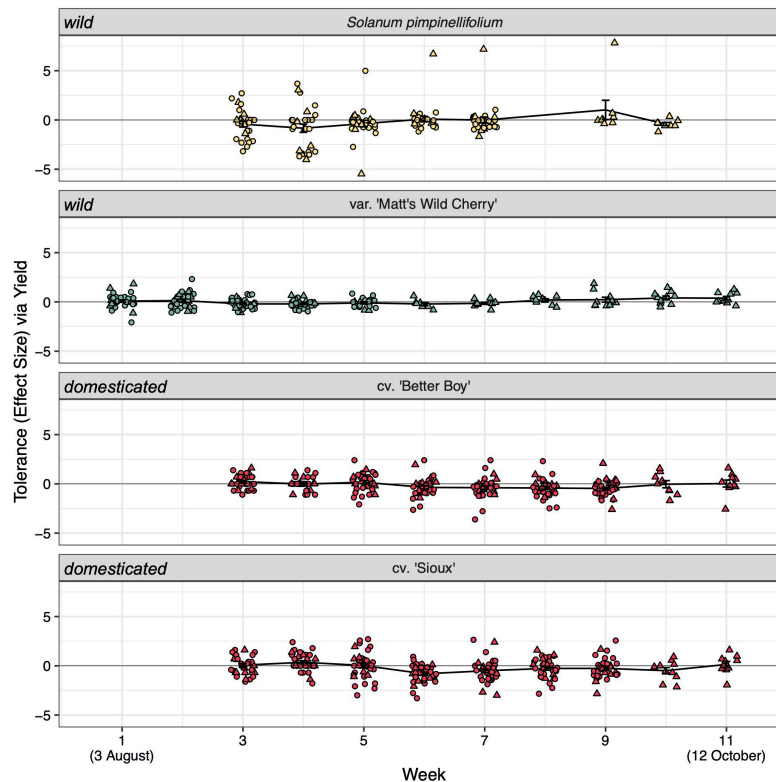 wild Solanum pimpinellifolium
5
0
−5
wild var. 'Matt's Wild Cherry'
5
0
−5
domesticated cv. 'Better Boy'
5
0
−5
domesticated cv. 'Sioux'
5
0
−5
Tolerance (Effect Size) via Yield
1 3 5 7 9 11
(3 August) (12 October)
Week